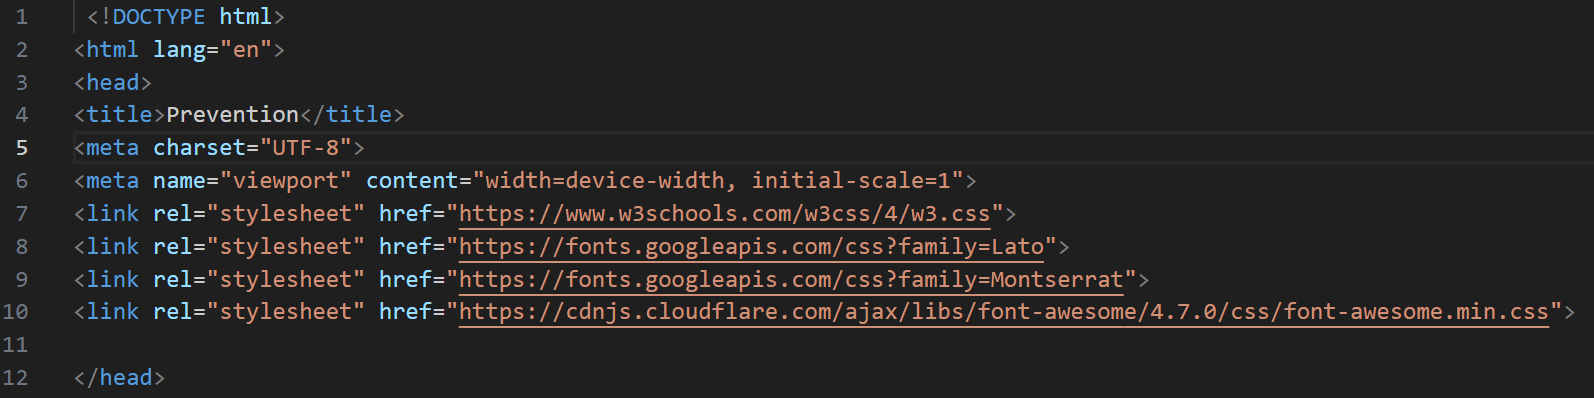 1 <!DOCTYPE html>
2 <html lang="en">
3 <head>
4 <title>Prevention</title>
5 <meta charset="UTF-8">
6 <meta name="viewport" content="width=device-width, initial-scale=1">
7 <link rel="stylesheet" href="https://www.w3schools.com/w3css/4/w3.css">
8 <link rel="stylesheet" href="https://fonts.googleapis.com/css?family=Lato">
9 <link rel="stylesheet" href="https://fonts.googleapis.com/css?family=Montserrat">
10 <link rel="stylesheet" href="https://cdnjs.cloudflare.com/ajax/libs/font-awesome/4.7.0/css/font-awesome.min.css">
11
12 </head>